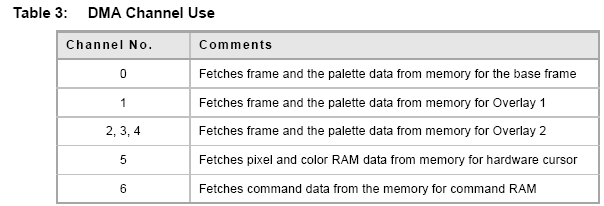 Table 3: DMA Channel Use
Channel No. Comments
0 Fetches frame and the palette data from memory for the base frame
1 Fetches frame and the palette data from memory for Overlay 1
2, 3, 4 Fetches frame and the palette data from memory for Overlay 2
5 Fetches pixel and color RAM data from memory for hardware cursor
6 Fetches command data from the memory for command RAM